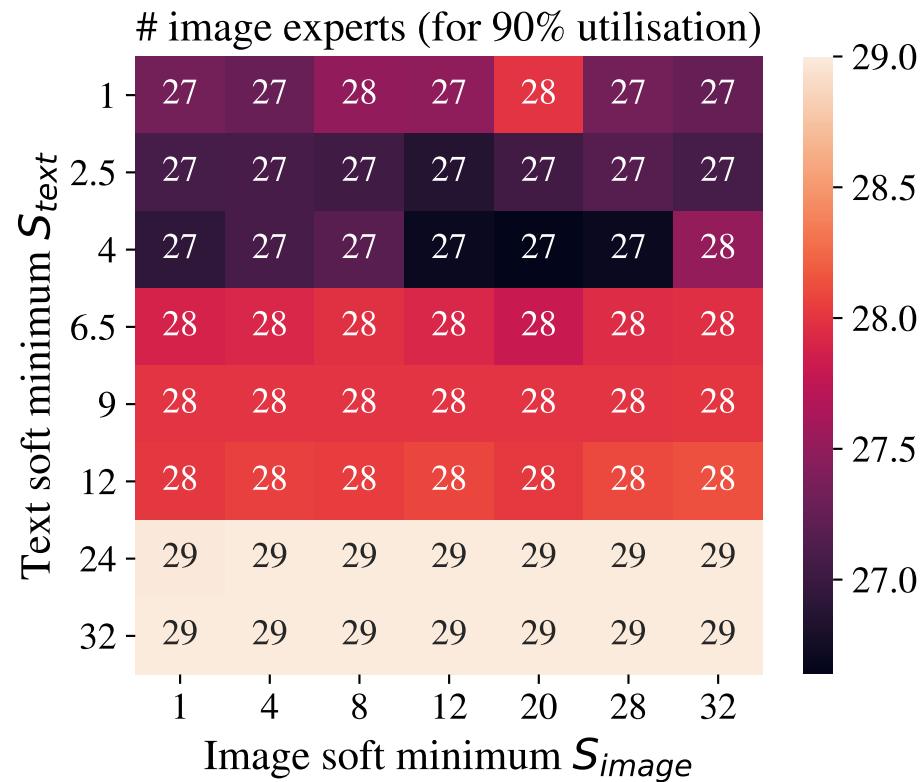 # image experts (for 90% utilisation)
1 27 27 28 27 28 27 27
2.5 27 27 27 27 27 27 27
4 27 27 27 27 27 27 28
6.5 28 28 28 28 28 28 28
9 28 28 28 28 28 28 28
12 28 28 28 28 28 28 28
24 29 29 29 29 29 29 29
32 29 29 29 29 29 29 29
1 4 8 12 20 28 32
Image soft minimum S_image
Text soft minimum S_text
29.0
28.5
28.0
27.5
27.0